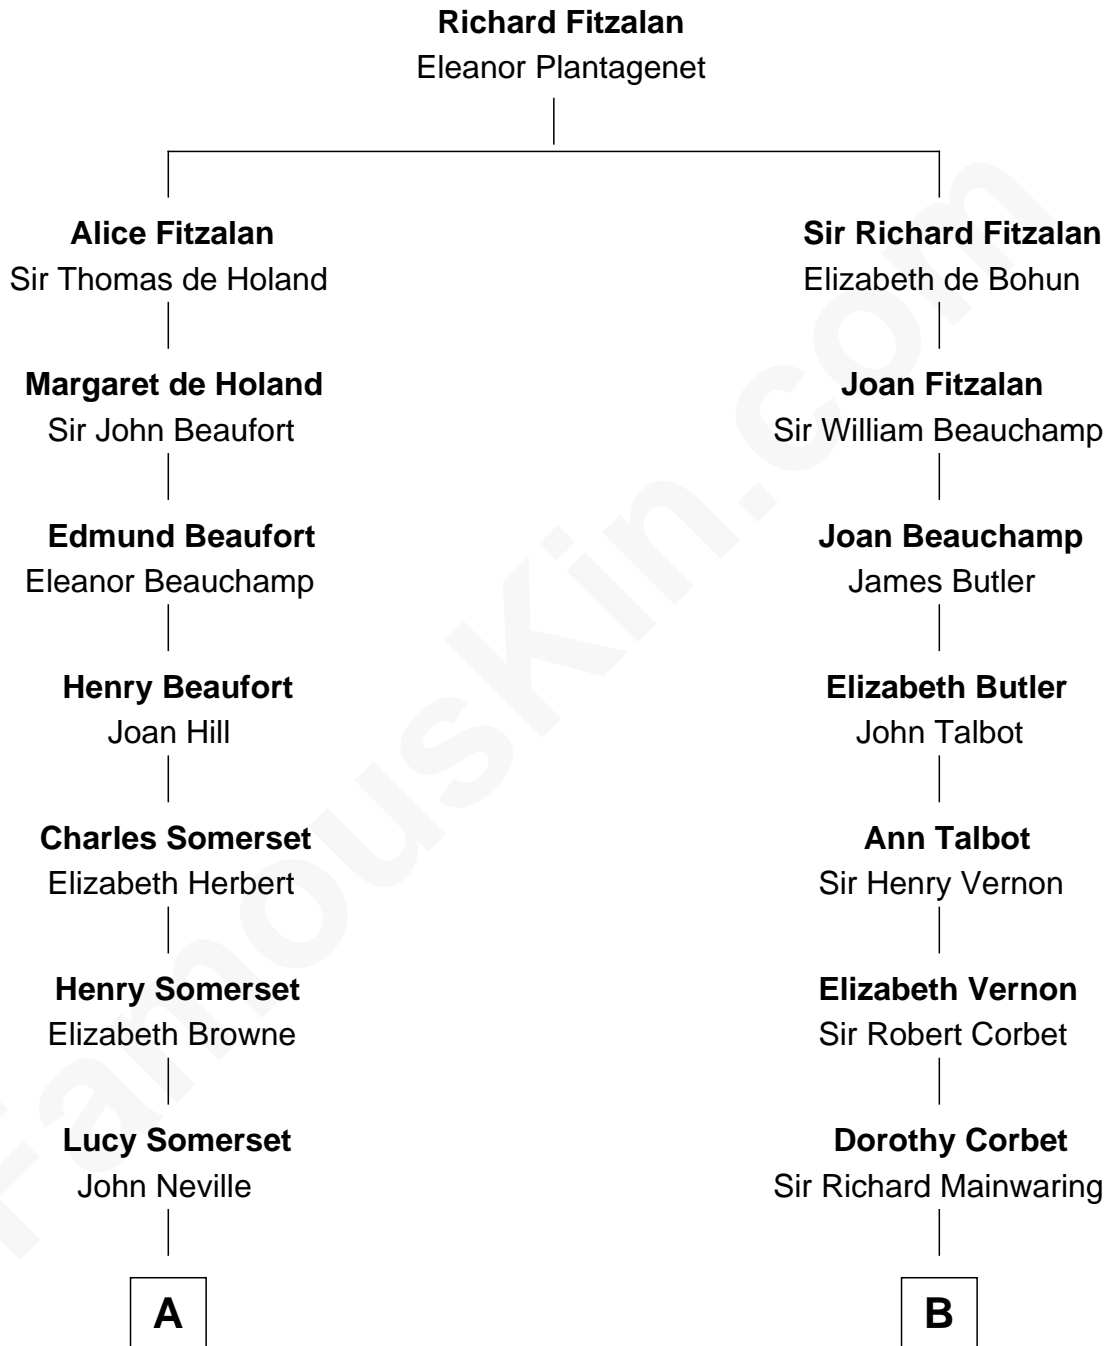 Richard Fitzalan
Eleanor Plantagenet
Alice Fitzalan
Sir Thomas de Holand
Sir Richard Fitzalan
Elizabeth de Bohun
Margaret de Holand
Sir John Beaufort
Joan Fitzalan
Sir William Beauchamp
Edmund Beaufort
Eleanor Beauchamp
Joan Beauchamp
James Butler
Henry Beaufort
Joan Hill
Elizabeth Butler
John Talbot
Charles Somerset
Elizabeth Herbert
Ann Talbot
Sir Henry Vernon
Henry Somerset
Elizabeth Browne
Elizabeth Vernon
Sir Robert Corbet
Lucy Somerset
John Neville
Dorothy Corbet
Sir Richard Mainwaring
A
B
FamousKin.com